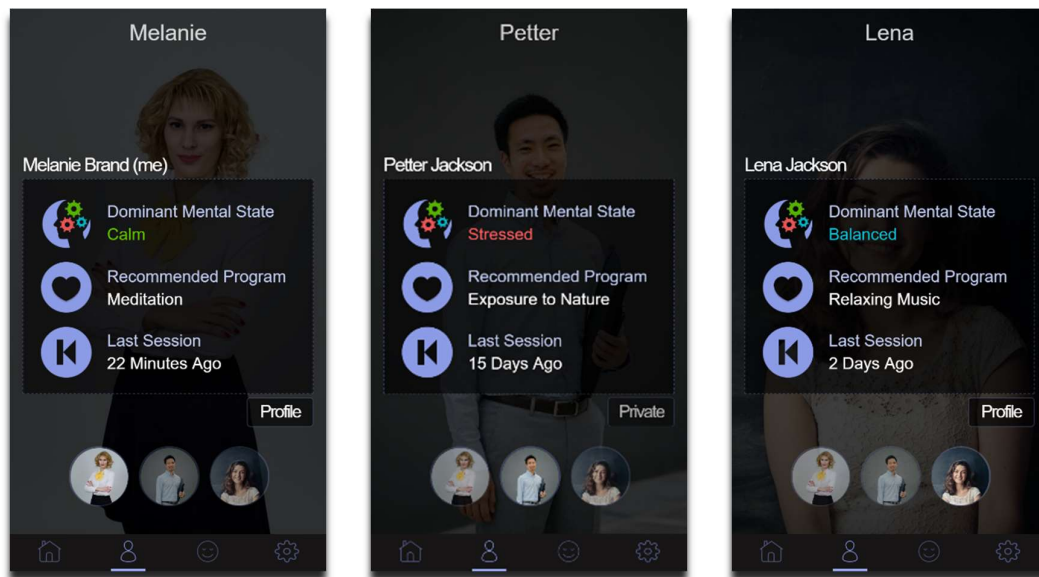 Melanie
Melanie Brand (me)
Dominant Mental State
Calm
Recommended Program
Meditation
Last Session
22 Minutes Ago
Profile
Petter
Petter Jackson
Dominant Mental State
Stressed
Recommended Program
Exposure to Nature
Last Session
15 Days Ago
Private
Lena
Lena Jackson
Dominant Mental State
Balanced
Recommended Program
Relaxing Music
Last Session
2 Days Ago
Profile